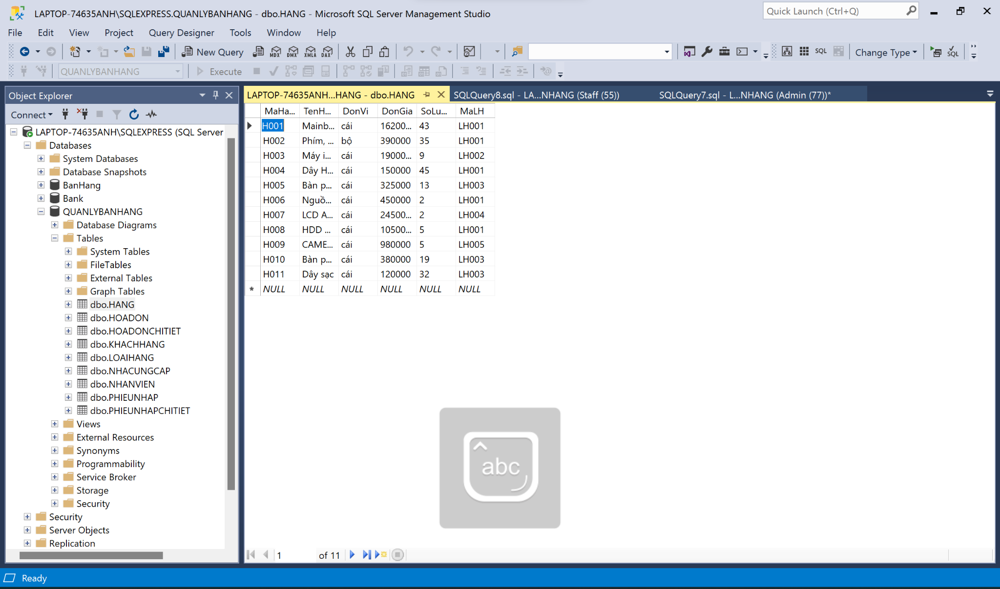 LAPTOP-74635ANH\SQLEXPRESS.QUANLYBANHANG - dbo.HANG - Microsoft SQL Server Management Studio
Quick Launch (Ctrl+Q)
File Edit View Project Query Designer Tools Window Help
New Query MDX DMX XMLA DAX SQL Change Type SQL
QUANLYBANHANG Execute
Object Explorer
Connect
LAPTOP-74635ANH\SQLEXPRESS (SQL Server
Databases
System Databases
Database Snapshots
BanHang
Bank
QUANLYBANHANG
Database Diagrams
Tables
System Tables
FileTables
External Tables
Graph Tables
dbo.HANG
dbo.HOADON
dbo.HOADONCHITIET
dbo.KHACHHANG
dbo.LOAIHANG
dbo.NHACUNGCAP
dbo.NHANVIEN
dbo.PHIEUNHAP
dbo.PHIEUNHAPCHITIET
Views
External Resources
Synonyms
Programmability
Service Broker
Storage
Security
Security
Server Objects
Replication
LAPTOP-74635ANH...HANG - dbo.HANG SQLQuery8.sql - LA...NHANG (Staff (55)) SQLQuery7.sql - L...NHANG (Admin (77))*
MaHa... TenH... DonVi DonGia SoLu... MaLH
H001 Mainb... cái 16200... 43 LH001
H002 Phím, ... bộ 390000 35 LH001
H003 Máy i... cái 19000... 9 LH002
H004 Dây H... cái 150000 45 LH001
H005 Bàn p... cái 325000 13 LH003
H006 Nguồ... cái 450000 2 LH001
H007 LCD A... cái 24500... 2 LH004
H008 HDD ... cái 10500... 5 LH001
H009 CAME... cái 980000 5 LH005
H010 Bàn p... cái 380000 19 LH003
H011 Dây sạc cái 120000 32 LH003
* NULL NULL NULL NULL NULL NULL
abc
1 of 11
Ready